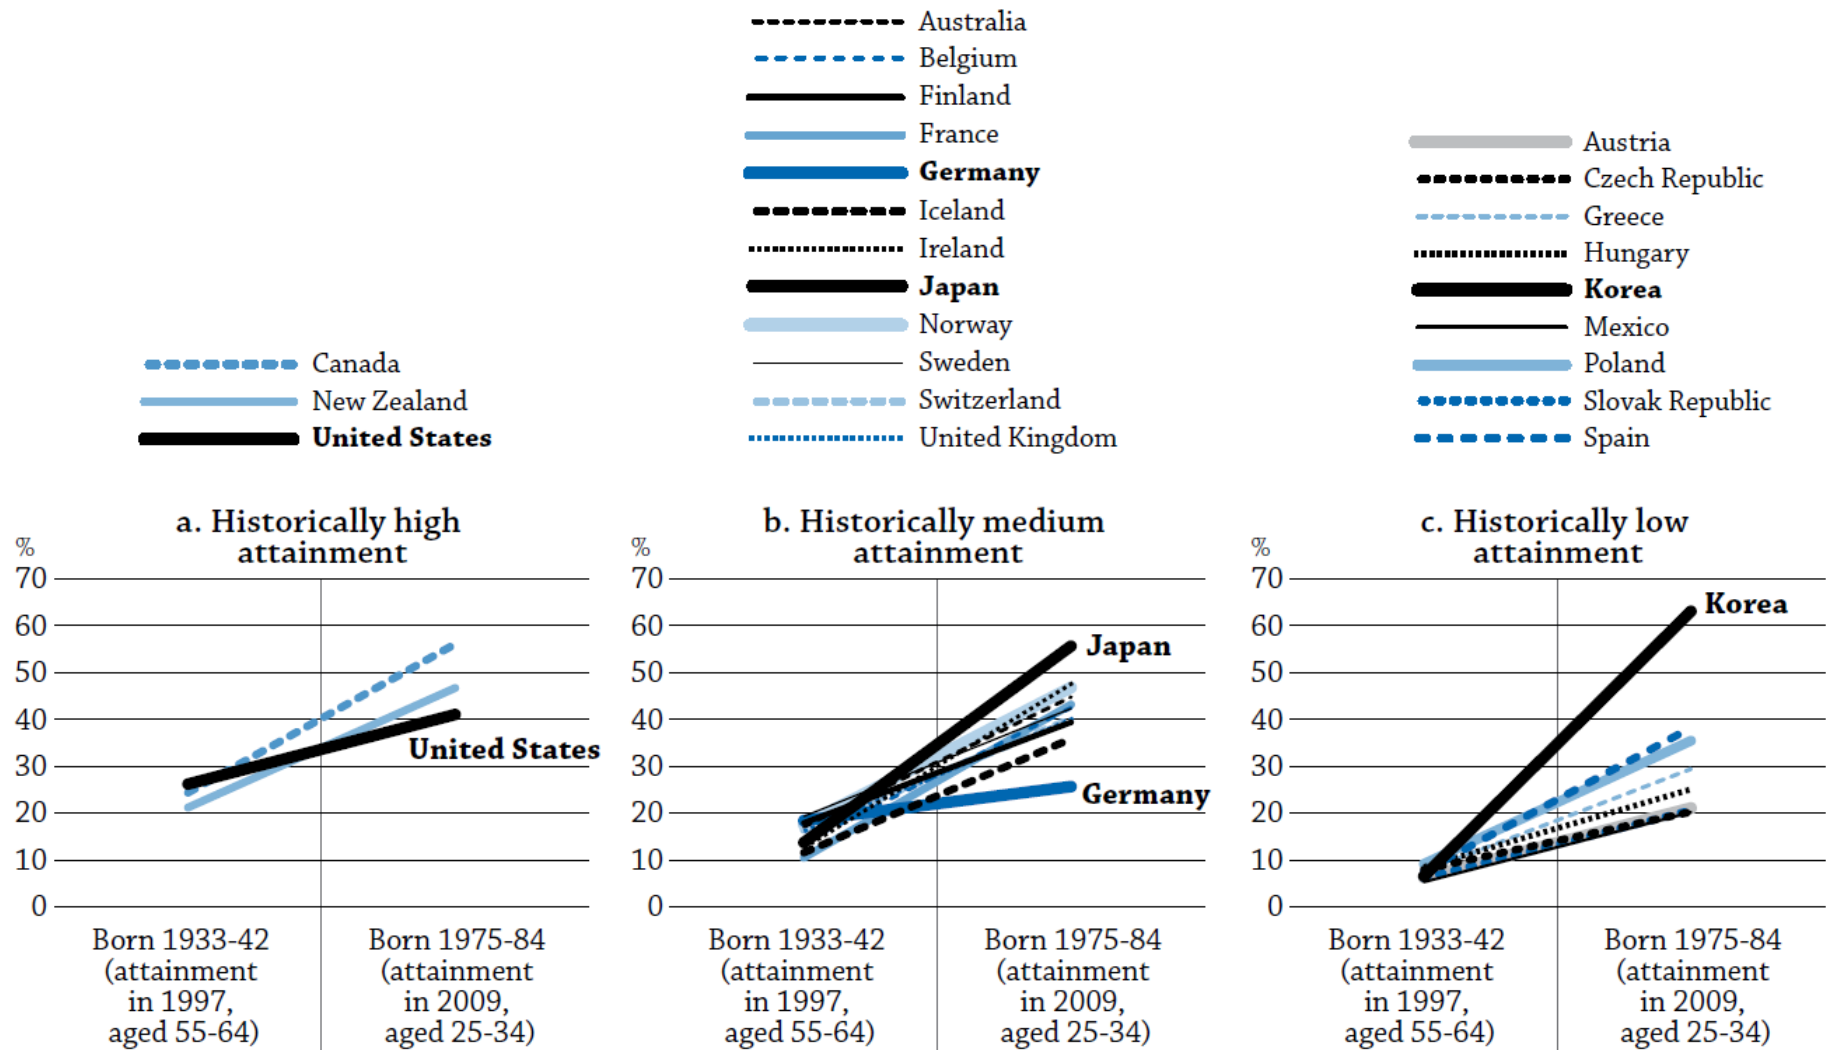 Australia
Belgium
Finland
France
Germany
Iceland
Ireland
Japan
Norway
Sweden
Switzerland
United Kingdom
Austria
Czech Republic
Greece
Hungary
Korea
Mexico
Poland
Slovak Republic
Spain
Canada
New Zealand
United States
a. Historically high
attainment
%
70
60
50
40
30
20
10
0
United States
Born 1933-42
(attainment
in 1997,
aged 55-64)
Born 1975-84
(attainment
in 2009,
aged 25-34)
b. Historically medium
attainment
%
70
60
50
40
30
20
10
0
Japan
Germany
Born 1933-42
(attainment
in 1997,
aged 55-64)
Born 1975-84
(attainment
in 2009,
aged 25-34)
c. Historically low
attainment
%
70
60
50
40
30
20
10
0
Korea
Born 1933-42
(attainment
in 1997,
aged 55-64)
Born 1975-84
(attainment
in 2009,
aged 25-34)